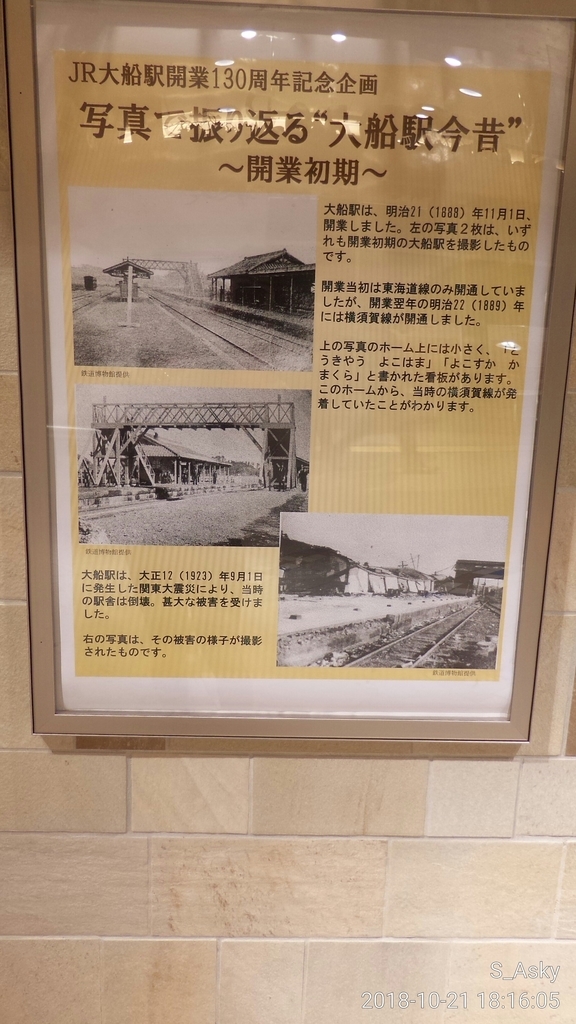 JR大船駅開業130周年記念企画
写真で振り返る“大船駅今昔”
～開業初期～
大船駅は、明治21（1888）年11月1日、
開業しました。左の写真２枚は、いず
れも開業初期の大船駅を撮影したもの
です。
開業当初は東海道線のみ開通していま
したが、開業翌年の明治22（1889）年
には横須賀線が開通しました。
上の写真のホーム上には小さく、「と
うきやう　よこはま」「よこすか　か
まくら」と書かれた看板があります。
このホームから、当時の横須賀線が発
着していたことがわかります。
鉄道博物館提供
鉄道博物館提供
大船駅は、大正12（1923）年9月1日
に発生した関東大震災により、当時
の駅舎は倒壊。甚大な被害を受けま
した。
右の写真は、その被害の様子が撮影
されたものです。
鉄道博物館提供
S_Asky
2018-10-21 18:16:05